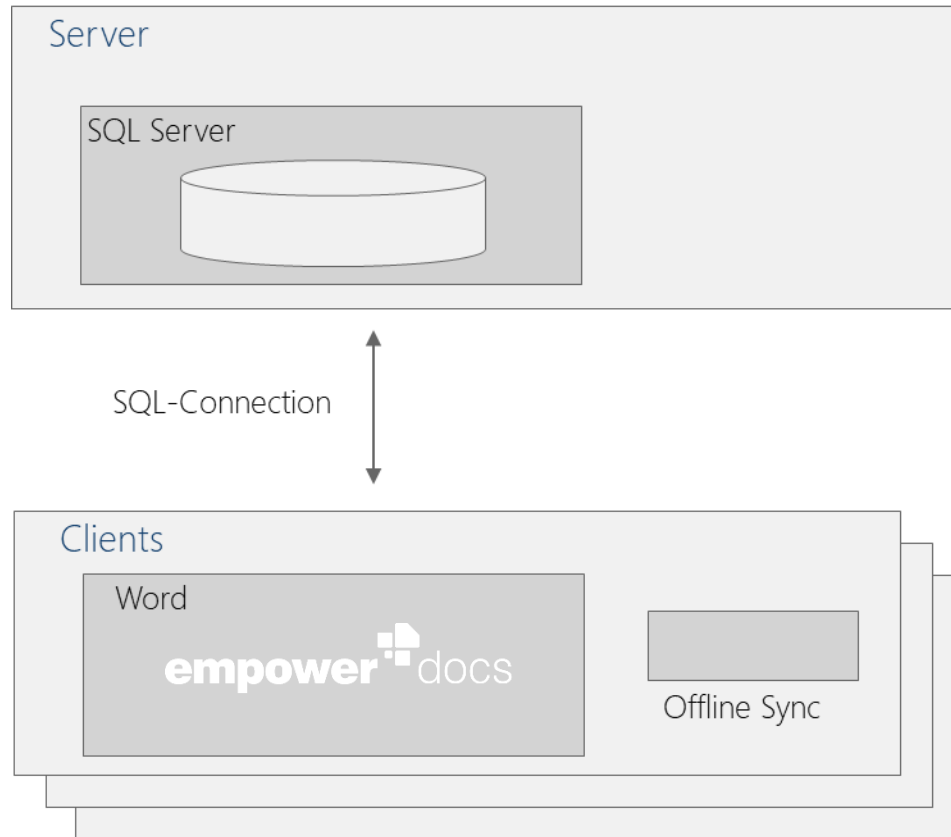 Server
SQL Server
SQL-Connection
Clients
Word
empower docs
Offline Sync